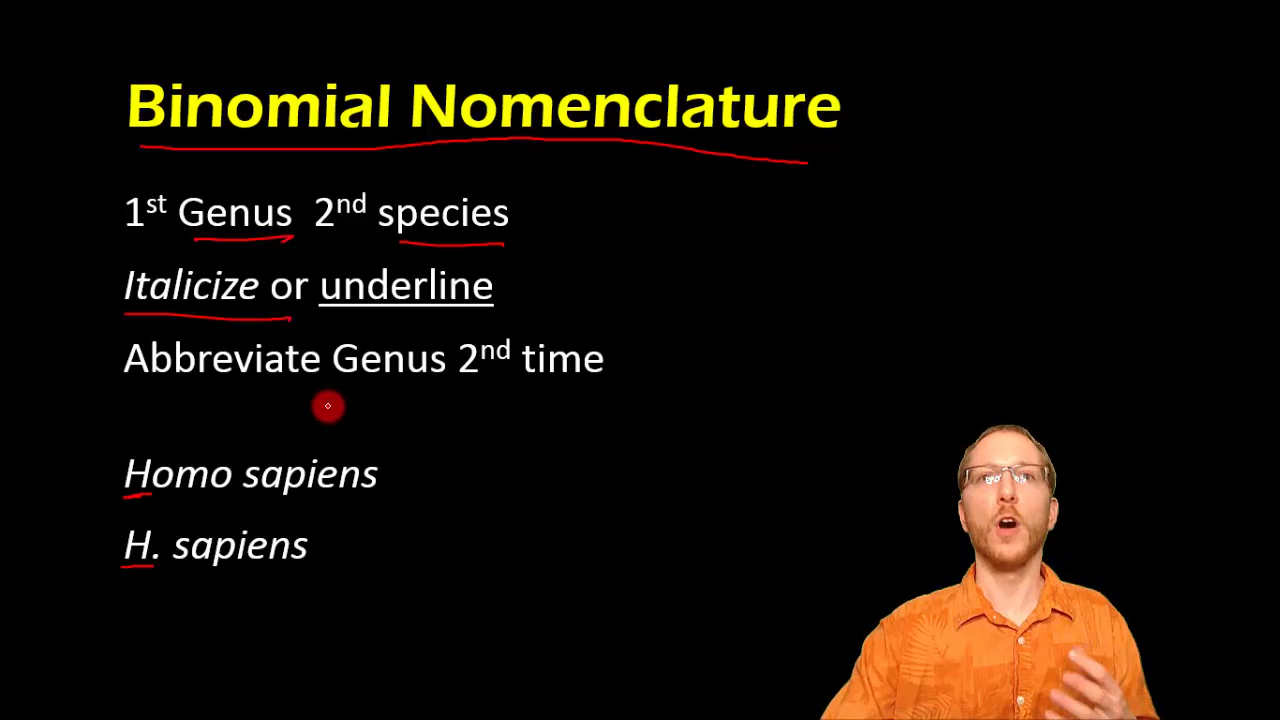 Binomial Nomenclature
1st Genus 2nd species
Italicize or underline
Abbreviate Genus 2nd time
Homo sapiens
H. sapiens